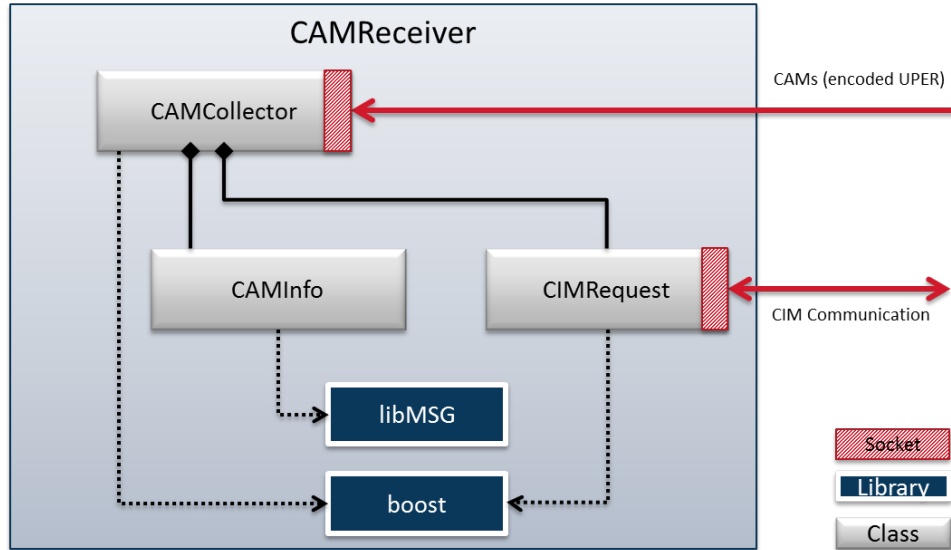 CAMReceiver
CAMs (encoded UPER)
CAMCollector
CAMInfo
CIMRequest
CIM Communication
libMSG
boost
Socket
Library
Class